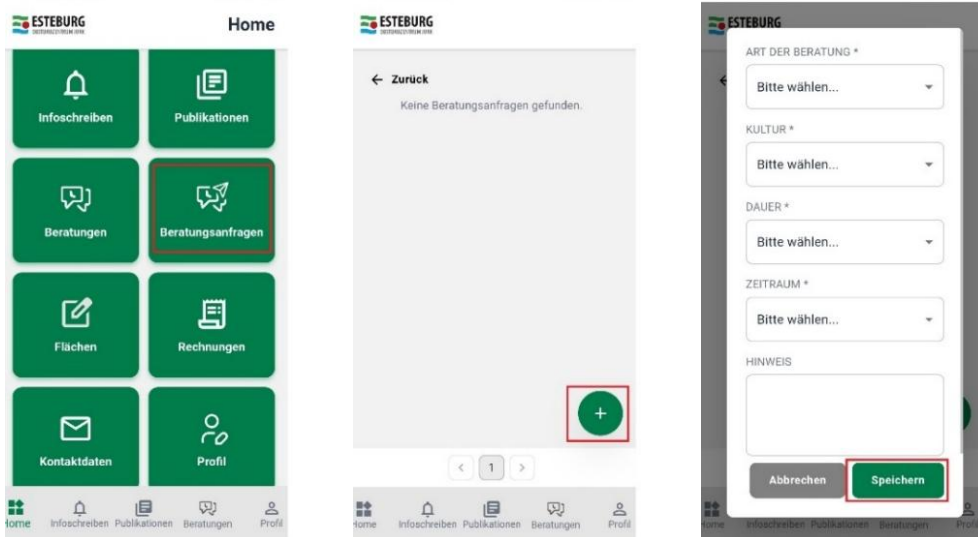 ESTEBURG
Home
Infoschreiben
Publikationen
Beratungen
Beratungsanfragen
Flächen
Rechnungen
Kontaktdaten
Profil
Home Infoschreiben Publikationen Beratungen Profil
ESTEBURG
← Zurück
Keine Beratungsanfragen gefunden.
+
< 1 >
Home Infoschreiben Publikationen Beratungen Profil
ESTEBURG
ART DER BERATUNG *
Bitte wählen...
KULTUR *
Bitte wählen...
DAUER *
Bitte wählen...
ZEITRAUM *
Bitte wählen...
HINWEIS
Abbrechen
Speichern
Home Infoschreiben Publikationen Beratungen Profil